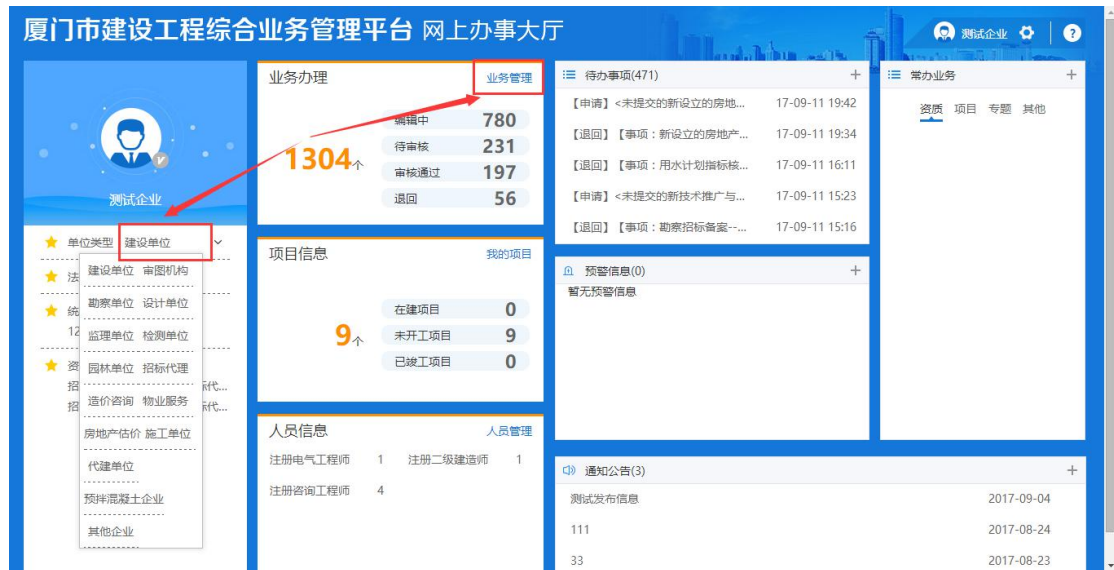 厦门市建设工程综合业务管理平台 网上办事大厅
测试企业
测试企业
单位类型 建设单位
法
统
12
资
招 标代...
招 标代...
建设单位 审图机构
勘察单位 设计单位
监理单位 检测单位
园林单位 招标代理
造价咨询 物业服务
房地产估价 施工单位
代建单位
预拌混凝土企业
其他企业
业务办理 业务管理
1304个
编辑中 780
待审核 231
审核通过 197
退回 56
项目信息 我的项目
9个
在建项目 0
未开工项目 9
已竣工项目 0
人员信息 人员管理
注册电气工程师 1 注册二级建造师 1
注册咨询工程师 4
待办事项(471)
【申请】<未提交的新设立的房地... 17-09-11 19:42
【退回】【事项：新设立的房地产... 17-09-11 19:34
【退回】【事项：用水计划指标核... 17-09-11 16:11
【申请】<未提交的新技术推广与... 17-09-11 15:23
【退回】【事项：勘察招标备案--... 17-09-11 15:16
预警信息(0)
暂无预警信息
常办业务
资质 项目 专题 其他
通知公告(3)
测试发布信息 2017-09-04
111 2017-08-24
33 2017-08-23